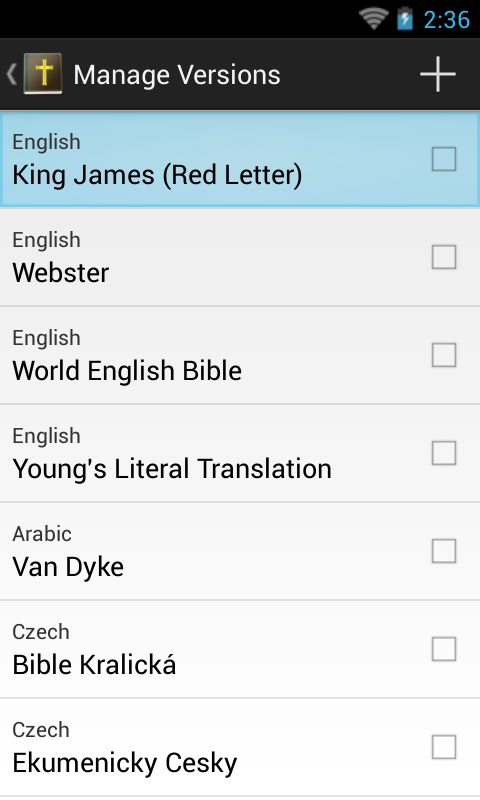 2:36
Manage Versions
English
King James (Red Letter)
English
Webster
English
World English Bible
English
Young's Literal Translation
Arabic
Van Dyke
Czech
Bible Kralická
Czech
Ekumenicky Cesky